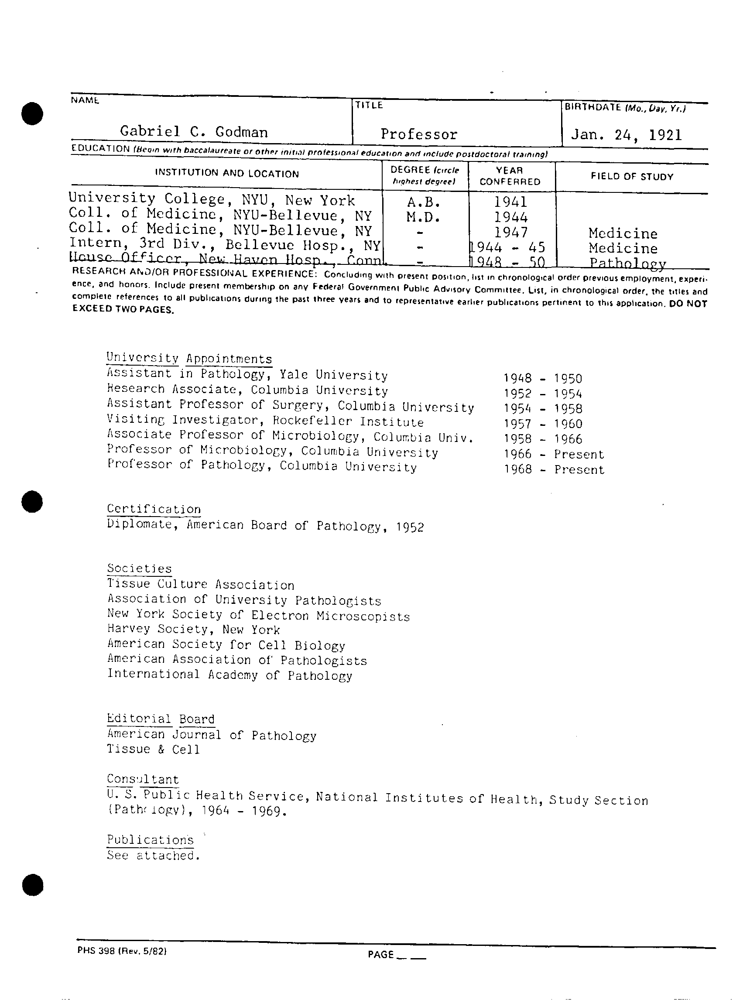 NAME TITLE BIRTHDATE (Mo., Day, Yr.)
Gabriel C. Godman Professor Jan. 24, 1921
EDUCATION (Begin with baccalaureate or other initial professional education and include postdoctoral training)
INSTITUTION AND LOCATION DEGREE (circle highest degree) YEAR CONFERRED FIELD OF STUDY
University College, NYU, New York A.B. 1941
Coll. of Medicine, NYU-Bellevue, NY M.D. 1944
Coll. of Medicine, NYU-Bellevue, NY - 1947 Medicine
Intern, 3rd Div., Bellevue Hosp., NY - 1944 - 45 Medicine
House Officer, New Haven Hosp., Conn. - 1948 - 50 Pathology
RESEARCH AND/OR PROFESSIONAL EXPERIENCE: Concluding with present position, list in chronological order previous employment, experi-
ence, and honors. Include present membership on any Federal Government Public Advisory Committee. List, in chronological order, the titles and
complete references to all publications during the past three years and to representative earlier publications pertinent to this application. DO NOT
EXCEED TWO PAGES.
University Appointments
Assistant in Pathology, Yale University 1948 - 1950
Research Associate, Columbia University 1952 - 1954
Assistant Professor of Surgery, Columbia University 1954 - 1958
Visiting Investigator, Rockefeller Institute 1957 - 1960
Associate Professor of Microbiology, Columbia Univ. 1958 - 1966
Professor of Microbiology, Columbia University 1966 - Present
Professor of Pathology, Columbia University 1968 - Present
Certification
Diplomate, American Board of Pathology, 1952
Societies
Tissue Culture Association
Association of University Pathologists
New York Society of Electron Microscopists
Harvey Society, New York
American Society for Cell Biology
American Association of Pathologists
International Academy of Pathology
Editorial Board
American Journal of Pathology
Tissue & Cell
Consultant
U. S. Public Health Service, National Institutes of Health, Study Section
(Pathology), 1964 - 1969.
Publications
See attached.
PHS 398 (Rev. 5/82) PAGE __ __